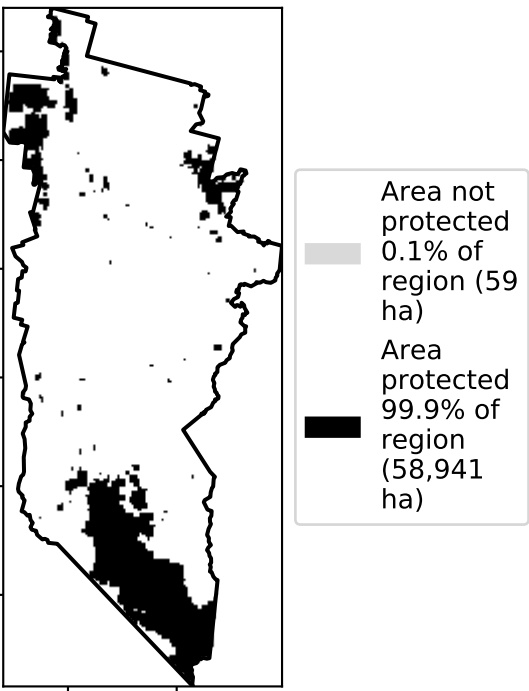 Area not
protected
0.1% of
region (59
ha)
Area
protected
99.9% of
region
(58,941
ha)